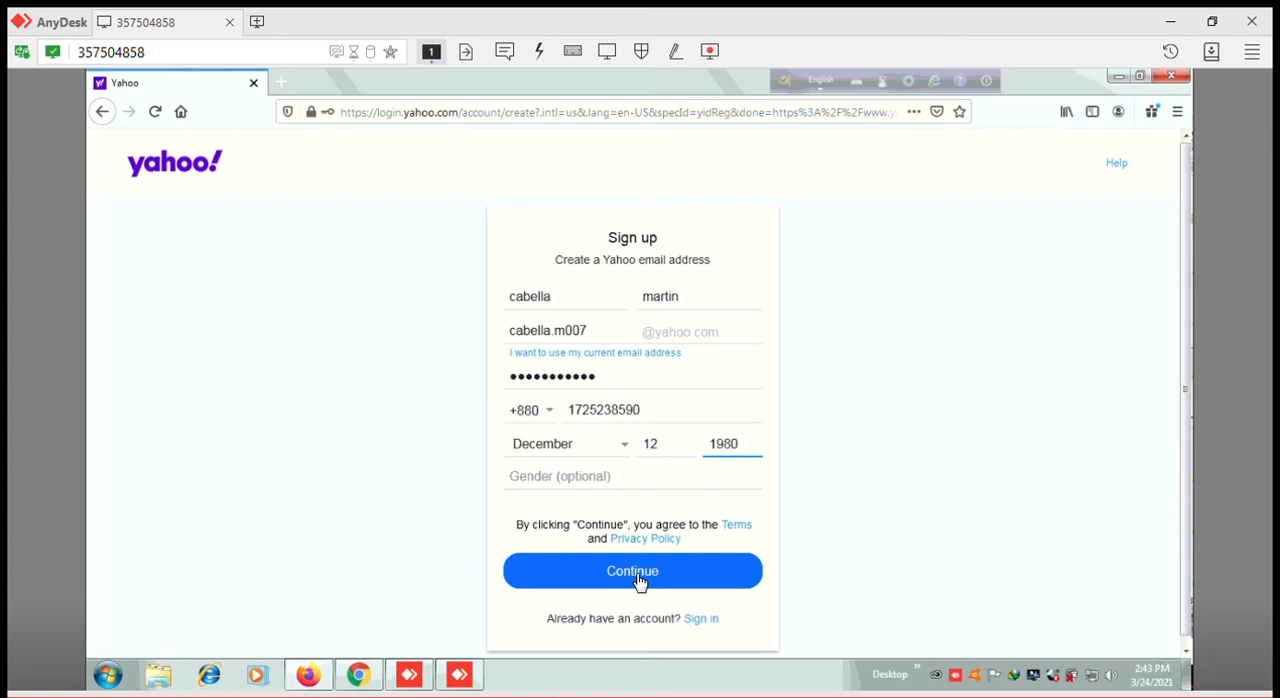 AnyDesk
357504858
357504858
1
Yahoo
English
https://login.yahoo.com/account/create?.intl=us&.lang=en-US&specId=yidReg&done=https%3A%2F%2Fwww.y
yahoo!
Help
Sign up
Create a Yahoo email address
cabella martin
cabella.m007 @yahoo.com
I want to use my current email address
•••••••••••
+880 1725238590
December 12 1980
Gender (optional)
By clicking "Continue", you agree to the Terms
and Privacy Policy
Continue
Already have an account? Sign in
Desktop
2:43 PM
3/24/2021